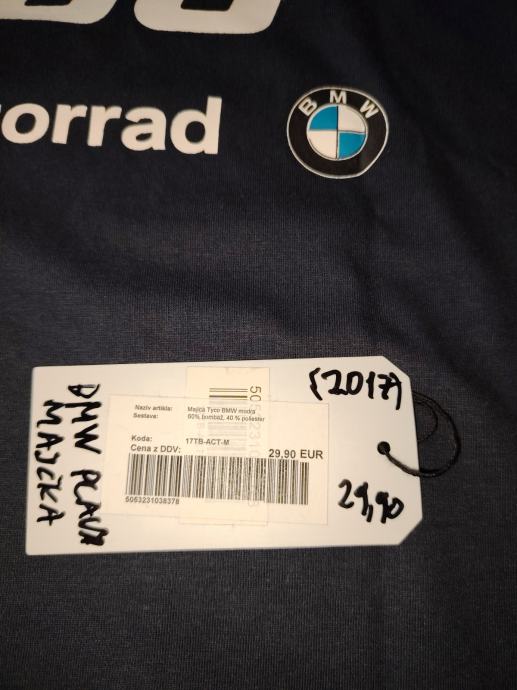 orrad
BMW
(2017)
BMW PLAVA
MAJČKA
Naziv artikla: Majica Tyco BMW modra
Sestava: 60% bombaž, 40 % poliester
Koda: 17TB-ACT-M
Cena z DDV: 29,90 EUR
5053231038378
29,90